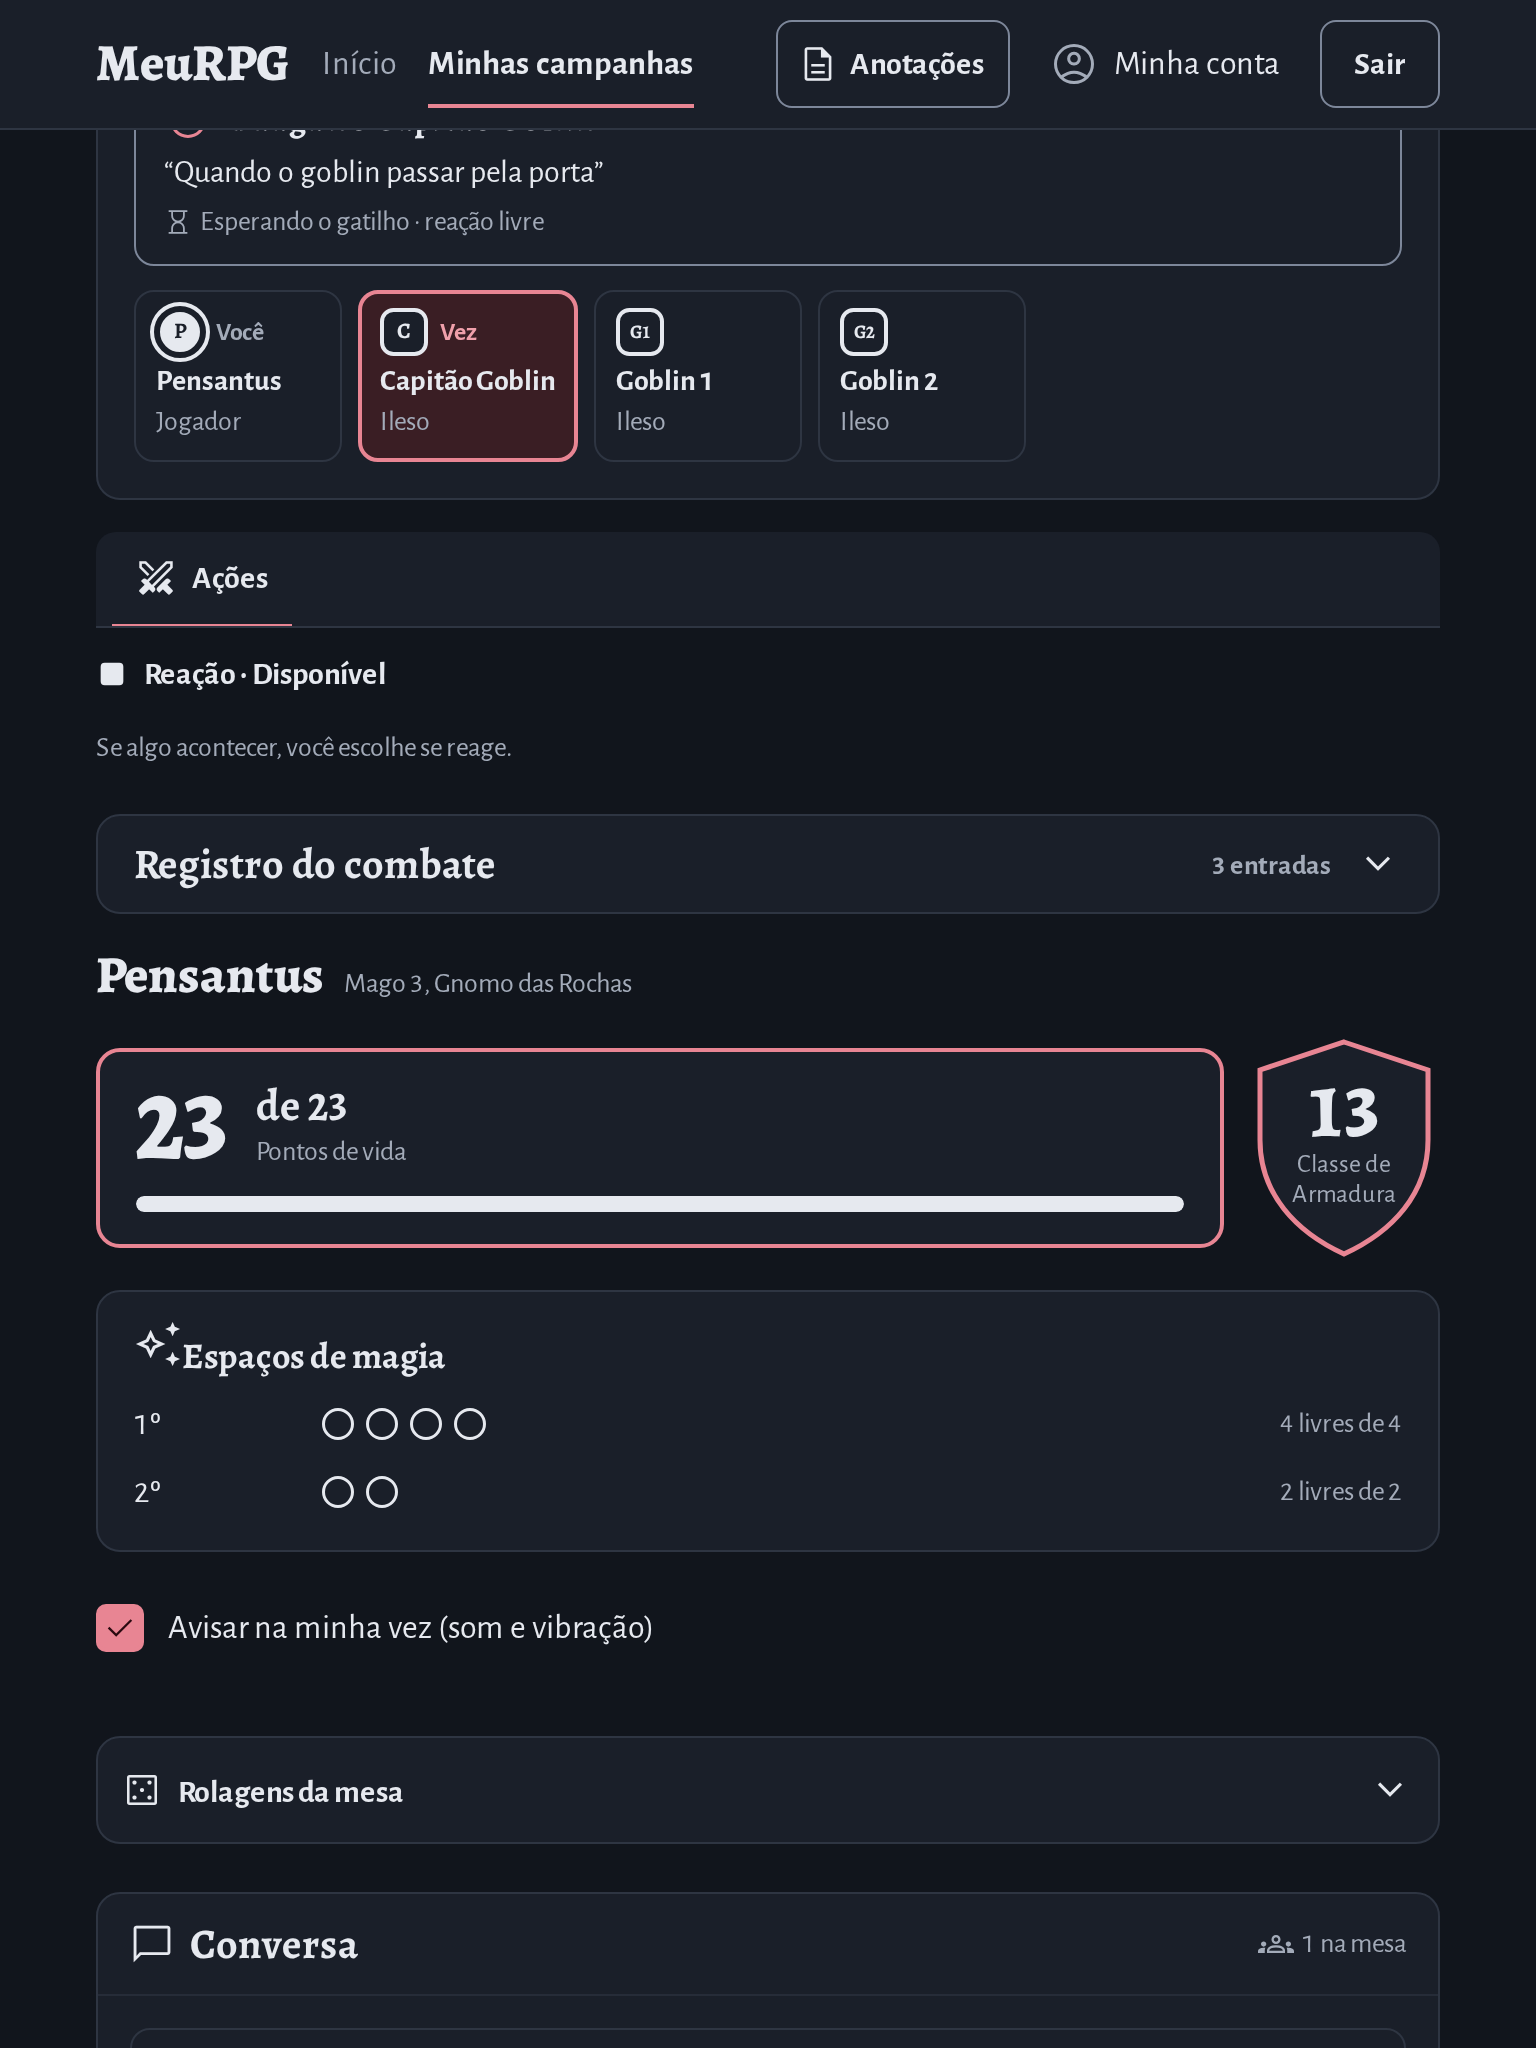 MeuRPG Início Minhas campanhas Anotações Minha conta Sair
“Quando o goblin passar pela porta”
Esperando o gatilho · reação livre
P Você
Pensantus
Jogador
C Vez
Capitão Goblin
Ileso
G1
Goblin 1
Ileso
G2
Goblin 2
Ileso
Ações
Reação · Disponível
Se algo acontecer, você escolhe se reage.
Registro do combate 3 entradas
Pensantus Mago 3, Gnomo das Rochas
23 de 23
Pontos de vida
13
Classe de
Armadura
Espaços de magia
1º 4 livres de 4
2º 2 livres de 2
Avisar na minha vez (som e vibração)
Rolagens da mesa
Conversa 1 na mesa